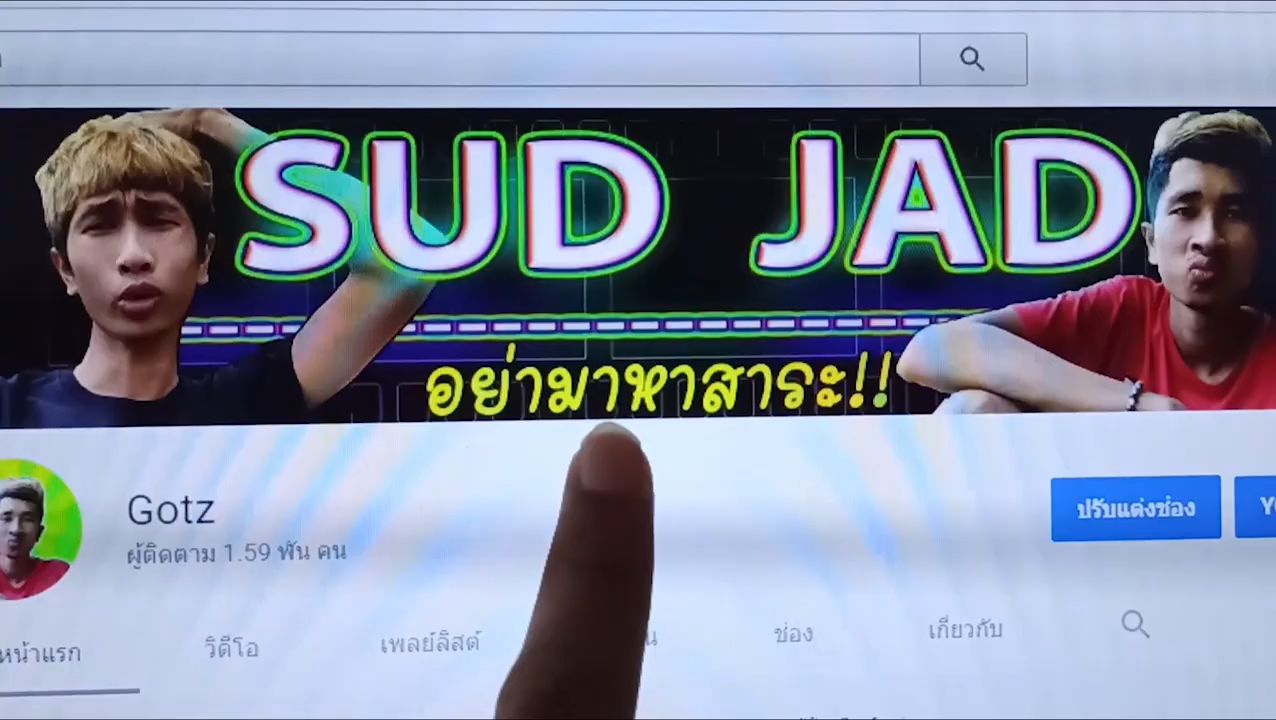 SUD JAD
อย่ามาหาสาระ!!
Gotz
ผู้ติดตาม 1.59 พัน คน
ปรับแต่งช่อง
หน้าแรก วิดีโอ เพลย์ลิสต์ ช่อง เกี่ยวกับ